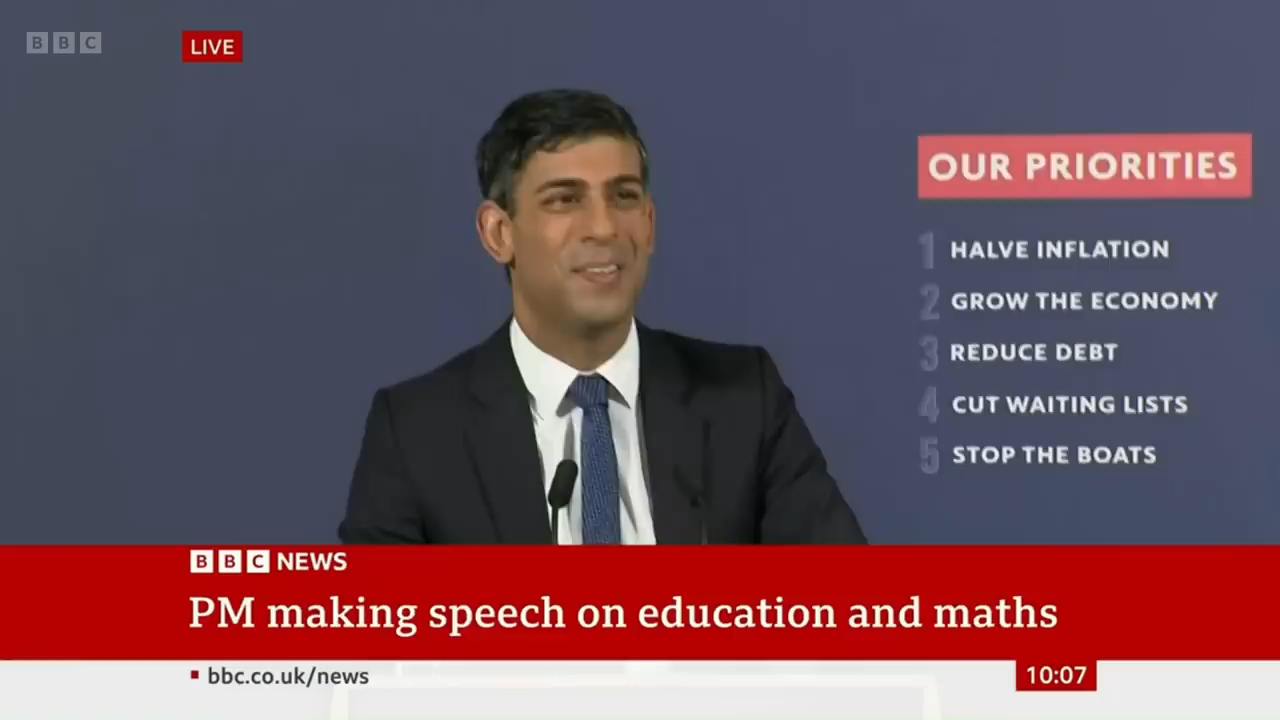 BBC
LIVE
OUR PRIORITIES
1 HALVE INFLATION
2 GROW THE ECONOMY
3 REDUCE DEBT
4 CUT WAITING LISTS
5 STOP THE BOATS
BBC NEWS
PM making speech on education and maths
bbc.co.uk/news
10:07